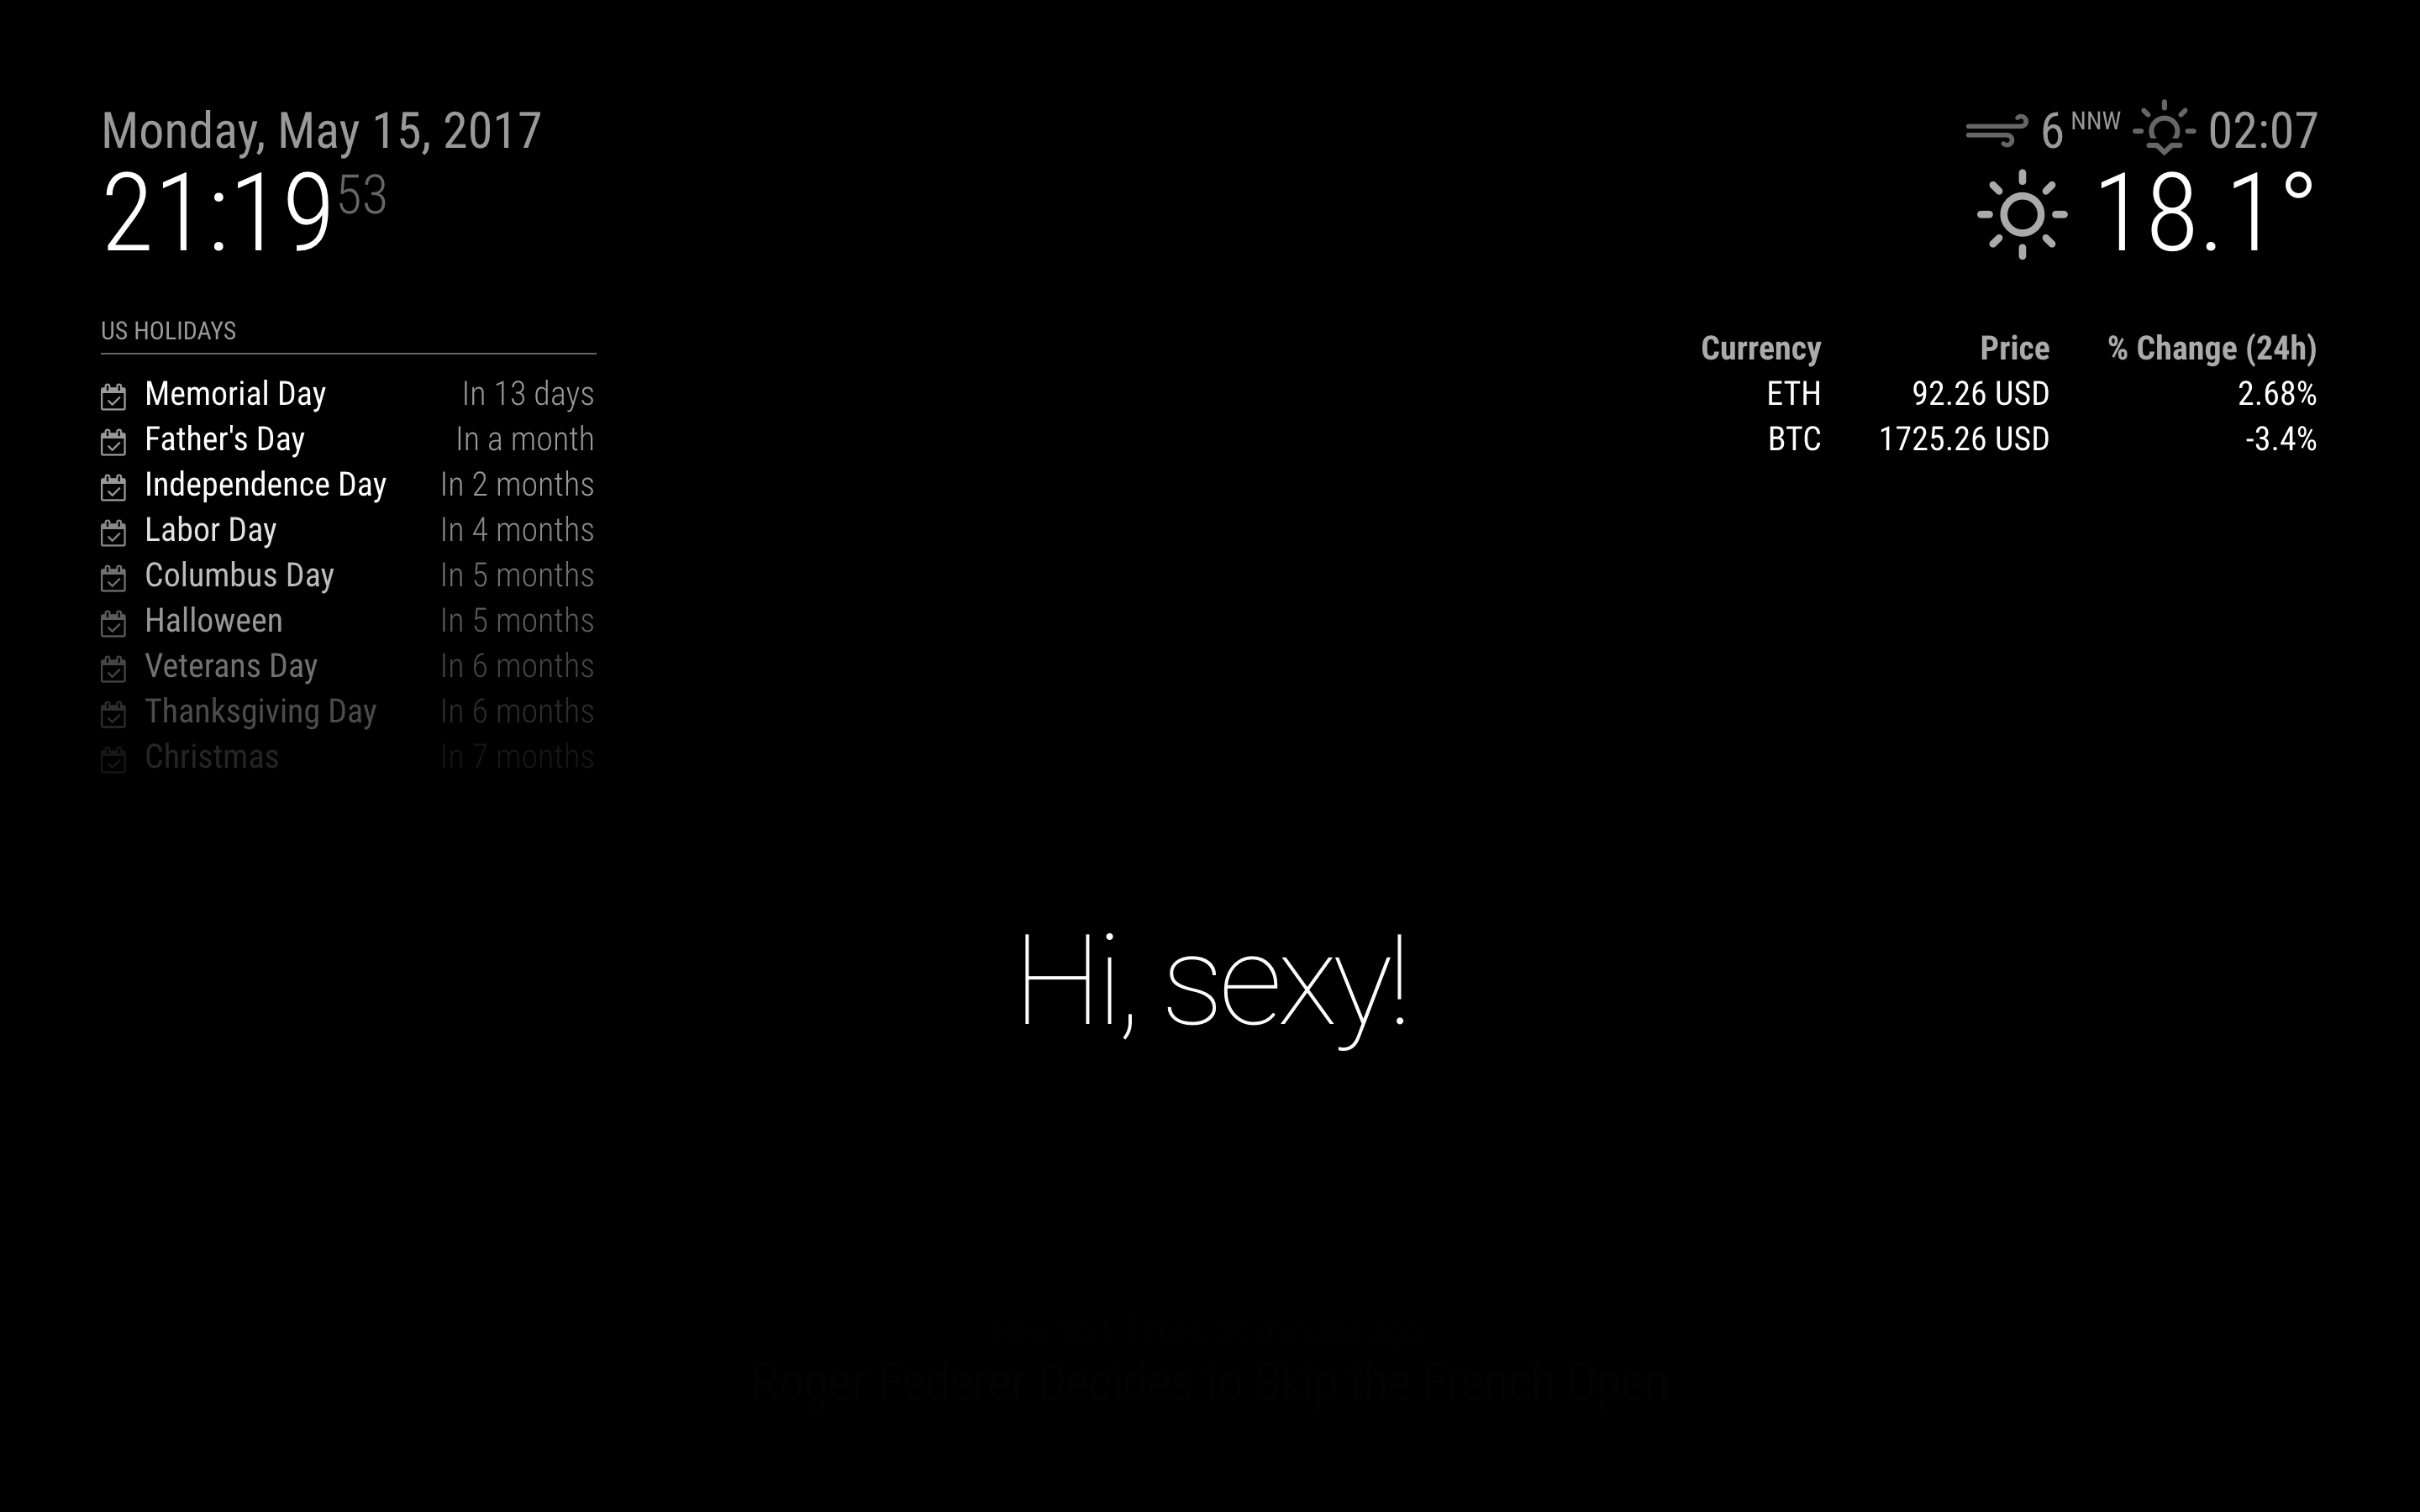 Monday, May 15, 2017
21:19 53
6 NNW 02:07
18.1°
US HOLIDAYS
Memorial Day In 13 days
Father's Day In a month
Independence Day In 2 months
Labor Day In 4 months
Columbus Day In 5 months
Halloween In 5 months
Veterans Day In 6 months
Thanksgiving Day In 6 months
Christmas In 7 months
Currency Price % Change (24h)
ETH 92.26 USD 2.68%
BTC 1725.26 USD -3.4%
Hi, sexy!
Roger Federer Decides to Skip the French Open